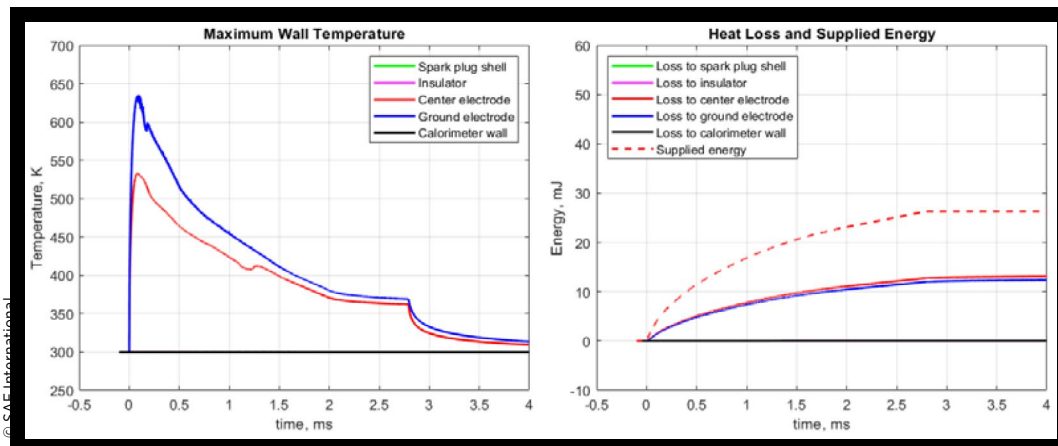 Maximum Wall Temperature
700
650
600
550
500
450
400
350
300
250
Temperature, K
Spark plug shell
Insulator
Center electrode
Ground electrode
Calorimeter wall
-0.5 0 0.5 1 1.5 2 2.5 3 3.5 4
time, ms
Heat Loss and Supplied Energy
60
50
40
30
20
10
0
-10
Energy, mJ
Loss to spark plug shell
Loss to insulator
Loss to center electrode
Loss to ground electrode
Loss to calorimeter wall
Supplied energy
-0.5 0 0.5 1 1.5 2 2.5 3 3.5 4
time, ms
© SAE International